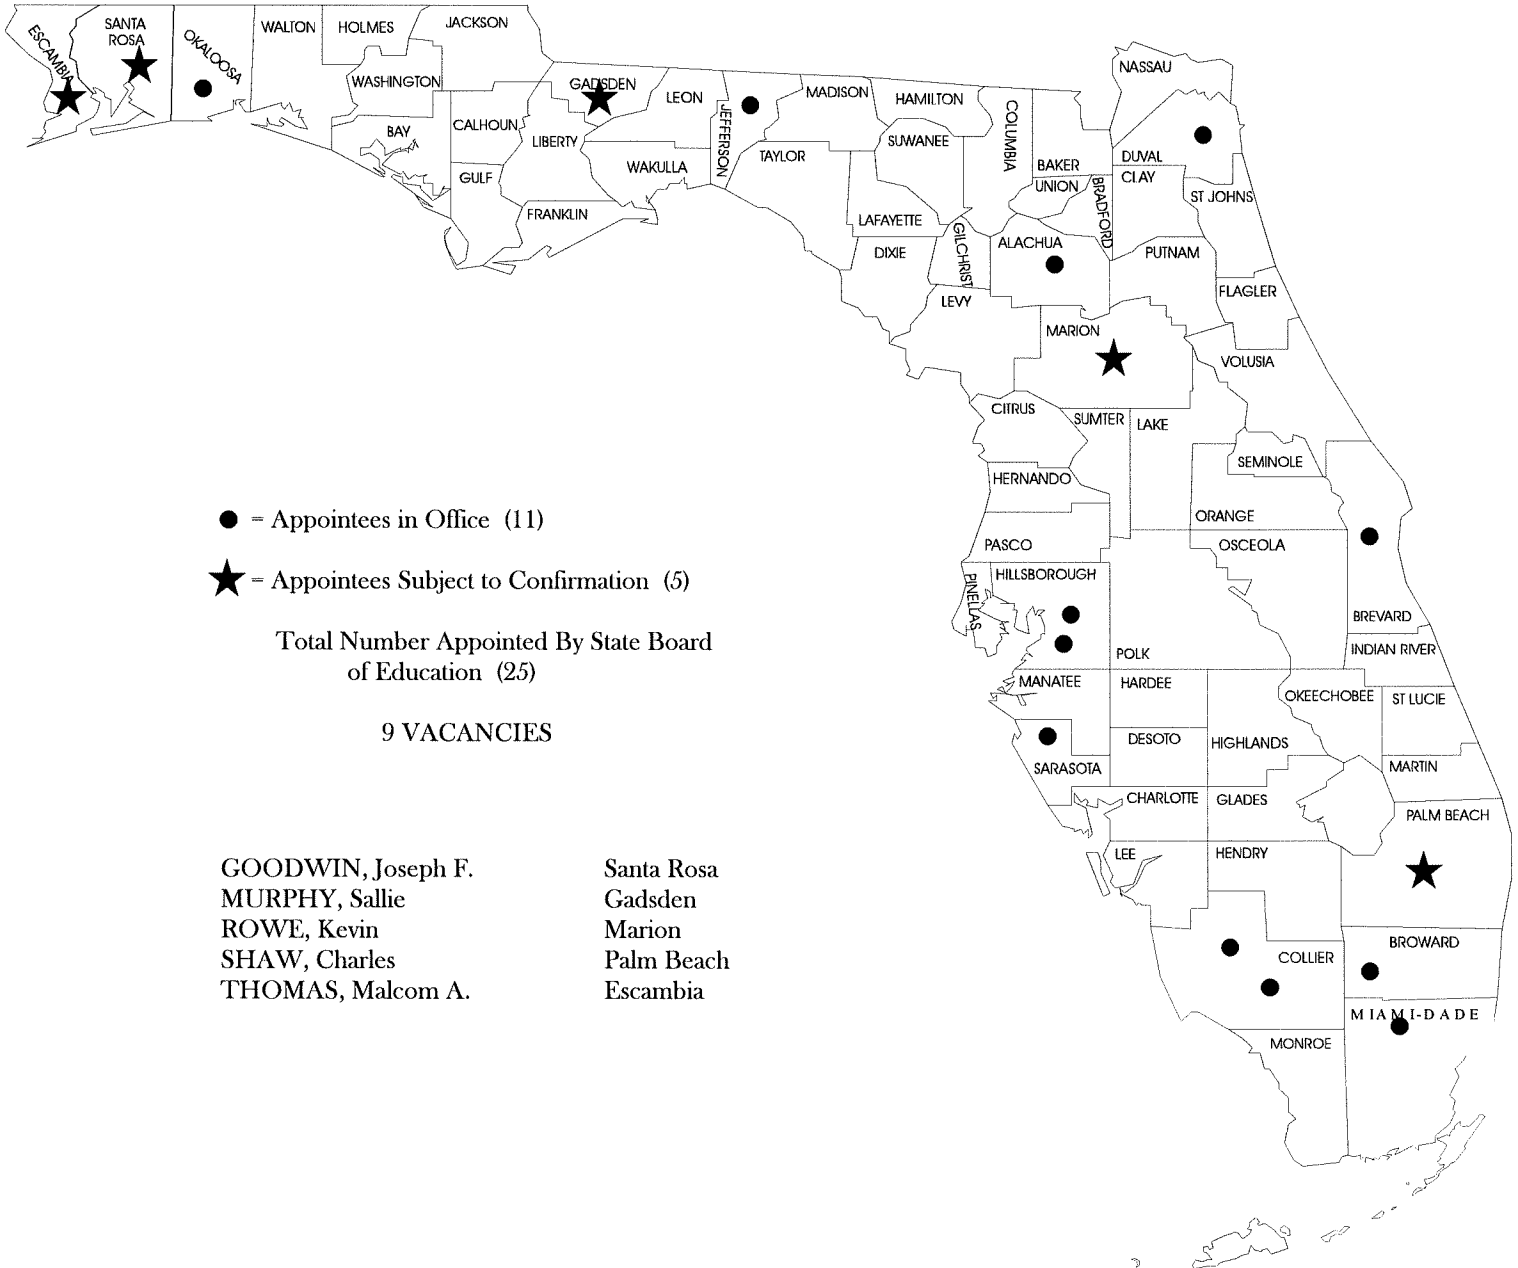 ESCAMBIA
SANTA
ROSA
OKALOOSA
WALTON
HOLMES
JACKSON
WASHINGTON
BAY
CALHOUN
GULF
GADSDEN
LIBERTY
FRANKLIN
LEON
WAKULLA
JEFFERSON
MADISON
TAYLOR
HAMILTON
SUWANEE
LAFAYETTE
DIXIE
COLUMBIA
GILCHRIST
LEVY
BAKER
UNION
BRADFORD
ALACHUA
NASSAU
DUVAL
CLAY
ST JOHNS
PUTNAM
FLAGLER
MARION
VOLUSIA
CITRUS
SUMTER
LAKE
SEMINOLE
HERNANDO
ORANGE
PASCO
OSCEOLA
PINELLAS
HILLSBOROUGH
POLK
BREVARD
INDIAN RIVER
MANATEE
HARDEE
OKEECHOBEE
ST LUCIE
SARASOTA
DESOTO
HIGHLANDS
MARTIN
CHARLOTTE
GLADES
PALM BEACH
LEE
HENDRY
COLLIER
BROWARD
MIAMI-DADE
MONROE
= Appointees in Office (11)
= Appointees Subject to Confirmation (5)
Total Number Appointed By State Board
of Education (25)
9 VACANCIES
GOODWIN, Joseph F. Santa Rosa
MURPHY, Sallie Gadsden
ROWE, Kevin Marion
SHAW, Charles Palm Beach
THOMAS, Malcom A. Escambia